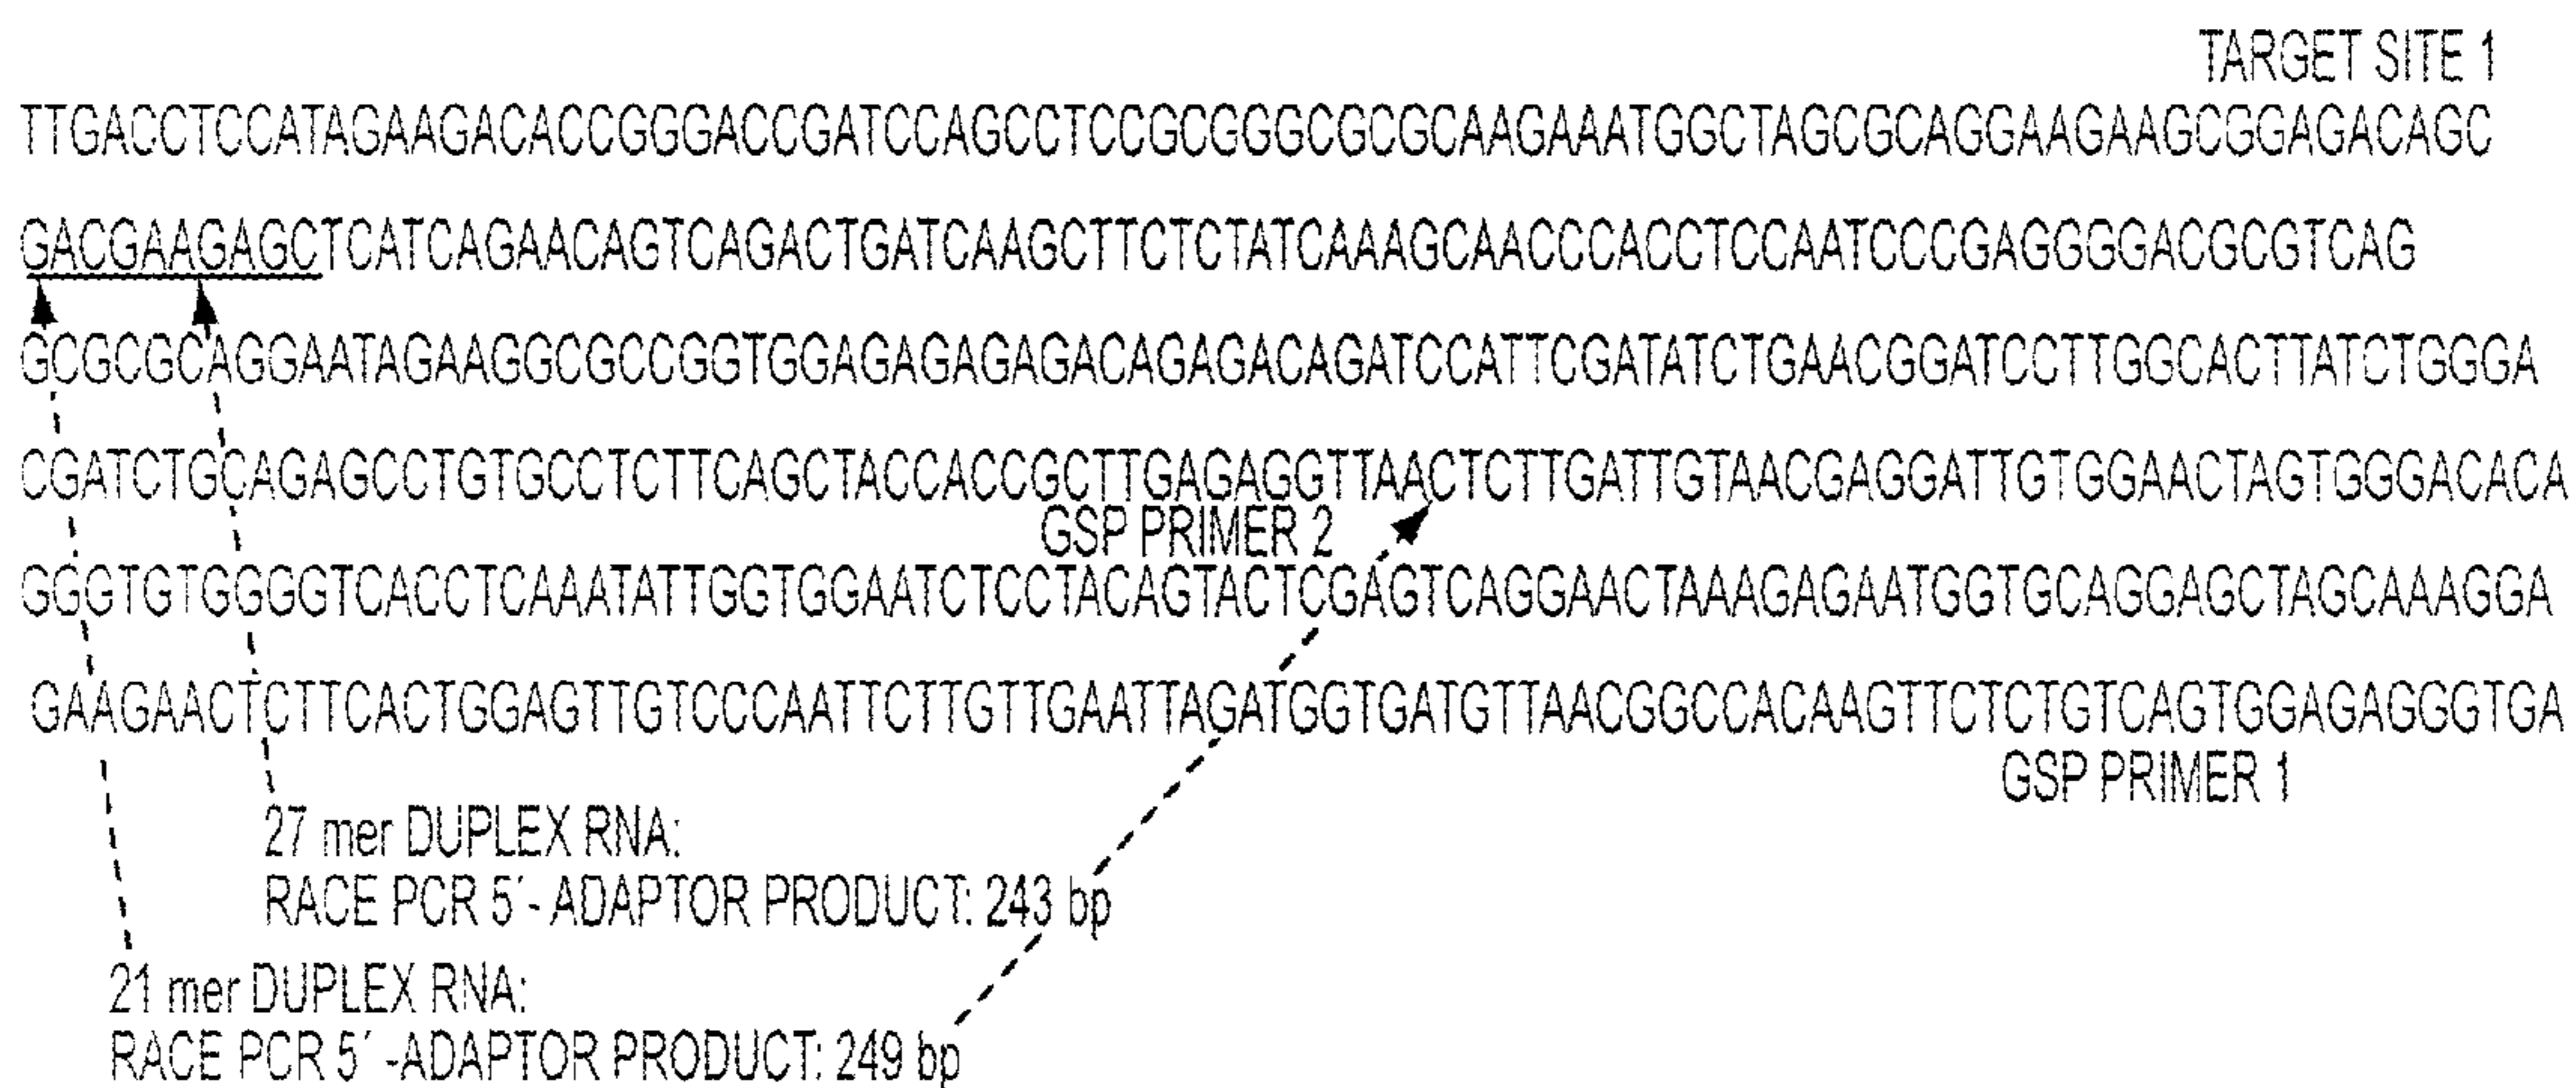 TARGET SITE 1
TTGACCTCCATAGAAGACACCGGGACCGATCCAGCCTCCGCGGGCGCGCAAGAAATGGCTAGCGCAGGAAGAAGCGGAGACAGC
GACGAAGAGCTCATCAGAACAGTCAGACTGATCAAGCTTCTCTATCAAAGCAACCCACCTCCAATCCCGAGGGGACGCGTCAG
GCGCGCAGGAATAGAAGGCGCCGGTGGAGAGAGAGACAGAGACAGATCCATTCGATATCTGAACGGATCCTTGGCACTTATCTGGGA
CGATCTGCAGAGCCTGTGCCTCTTCAGCTACCACCGCTTGAGAGGTTAACTCTTGATTGTAACGAGGATTGTGGAACTAGTGGGACACA
GSP PRIMER 2
GGGTGTGGGGTCACCTCAAATATTGGTGGAATCTCCTACAGTACTCGAGTCAGGAACTAAAGAGAATGGTGCAGGAGCTAGCAAAGGA
GAAGAACTCTTCACTGGAGTTGTCCCAATTCTTGTTGAATTAGATGGTGATGTTAACGGCCACAAGTTCTCTGTCAGTGGAGAGGGTGA
GSP PRIMER 1
27 mer DUPLEX RNA:
RACE PCR 5´- ADAPTOR PRODUCT: 243 bp
21 mer DUPLEX RNA:
RACE PCR 5´ -ADAPTOR PRODUCT: 249 bp